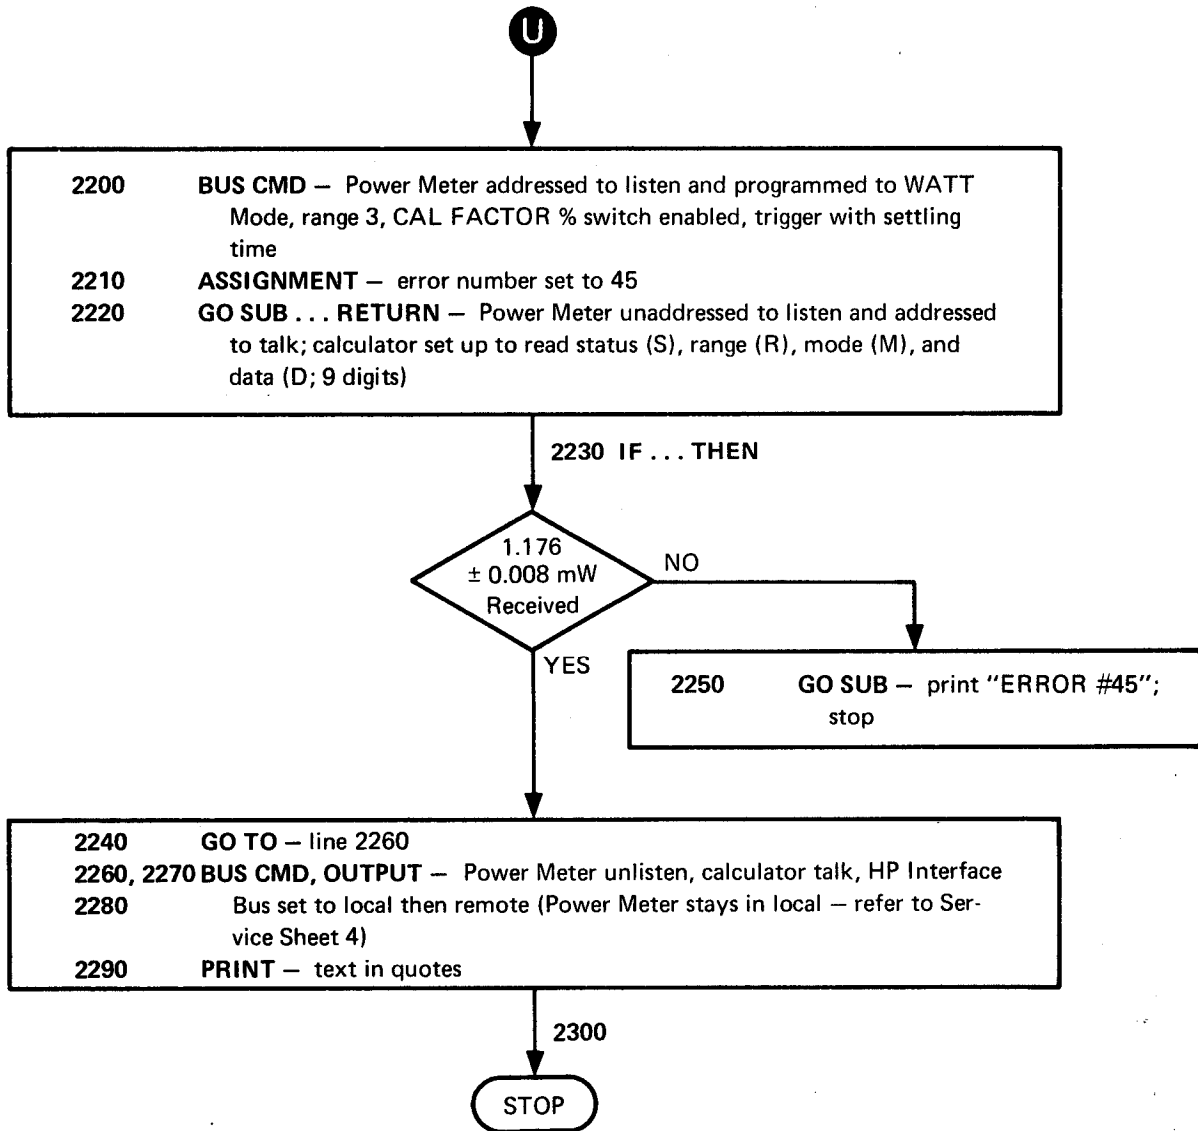 U
2200 BUS CMD — Power Meter addressed to listen and programmed to WATT
Mode, range 3, CAL FACTOR % switch enabled, trigger with settling
time
2210 ASSIGNMENT — error number set to 45
2220 GO SUB . . . RETURN — Power Meter unaddressed to listen and addressed
to talk; calculator set up to read status (S), range (R), mode (M), and
data (D; 9 digits)
2230 IF . . . THEN
1.176
± 0.008 mW
Received
NO
YES
2250 GO SUB — print "ERROR #45";
stop
2240 GO TO — line 2260
2260, 2270 BUS CMD, OUTPUT — Power Meter unlisten, calculator talk, HP Interface
2280 Bus set to local then remote (Power Meter stays in local — refer to Ser-
vice Sheet 4)
2290 PRINT — text in quotes
2300
STOP